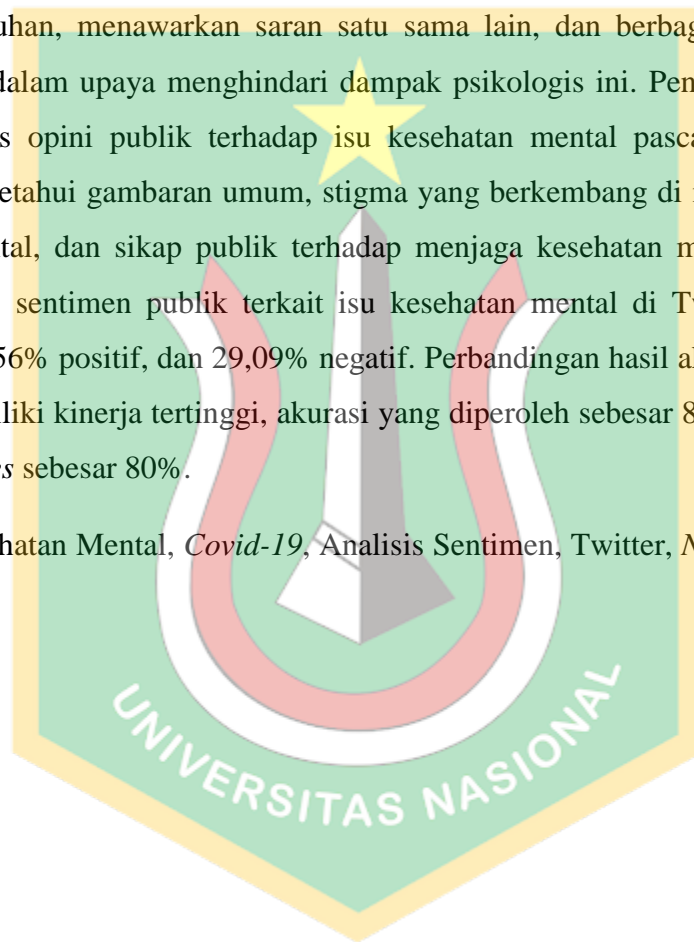 uhan, menawarkan saran satu sama lain, dan berbag
dalam upaya menghindari dampak psikologis ini. Pen
s opini publik terhadap isu kesehatan mental pasca
etahui gambaran umum, stigma yang berkembang di
tal, dan sikap publik terhadap menjaga kesehatan m
sentimen publik terkait isu kesehatan mental di Tw
56% positif, dan 29,09% negatif. Perbandingan hasil al
iliki kinerja tertinggi, akurasi yang diperoleh sebesar 8
s sebesar 80%.
hatan Mental, Covid-19, Analisis Sentimen, Twitter, N
UNIVERSITAS NASIONAL